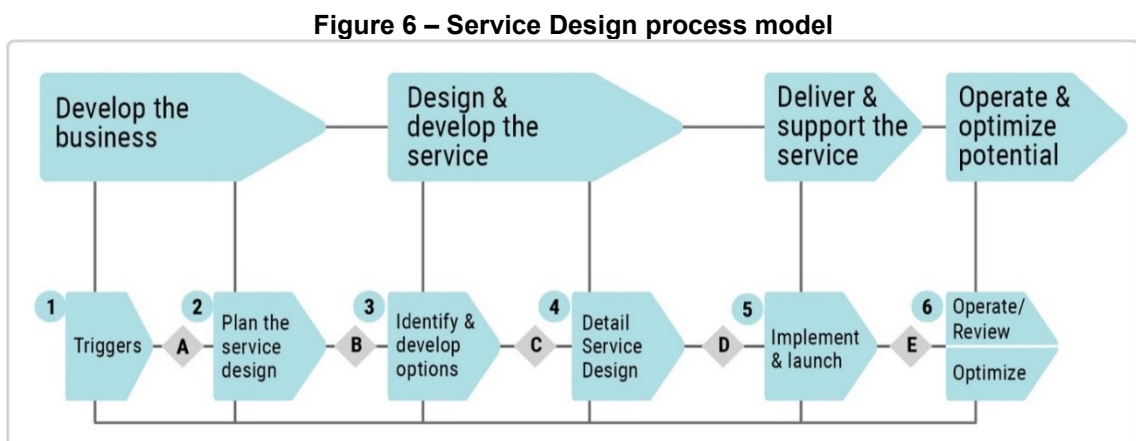 Figure 6 – Service Design process model
Develop the
business
Design &
develop the
service
Deliver &
support the
service
Operate &
optimize
potential
1
Triggers
A
2
Plan the
service
design
B
3
Identify &
develop
options
C
4
Detail
Service
Design
D
5
Implement
& launch
E
6
Operate/
Review
Optimize